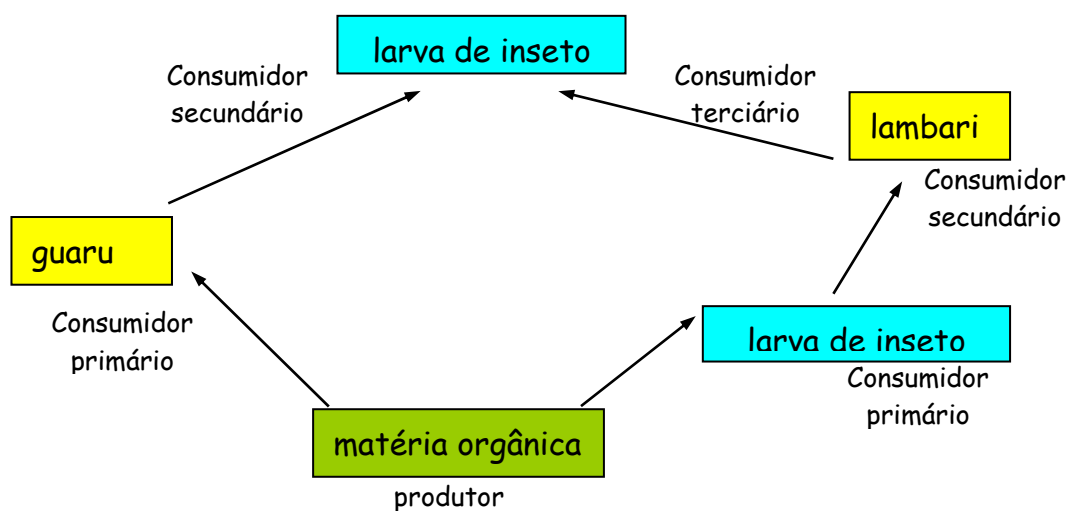 larva de inseto
Consumidor
secundário
Consumidor
terciário
lambari
Consumidor
secundário
guaru
Consumidor
primário
larva de inseto
Consumidor
primário
matéria orgânica
produtor